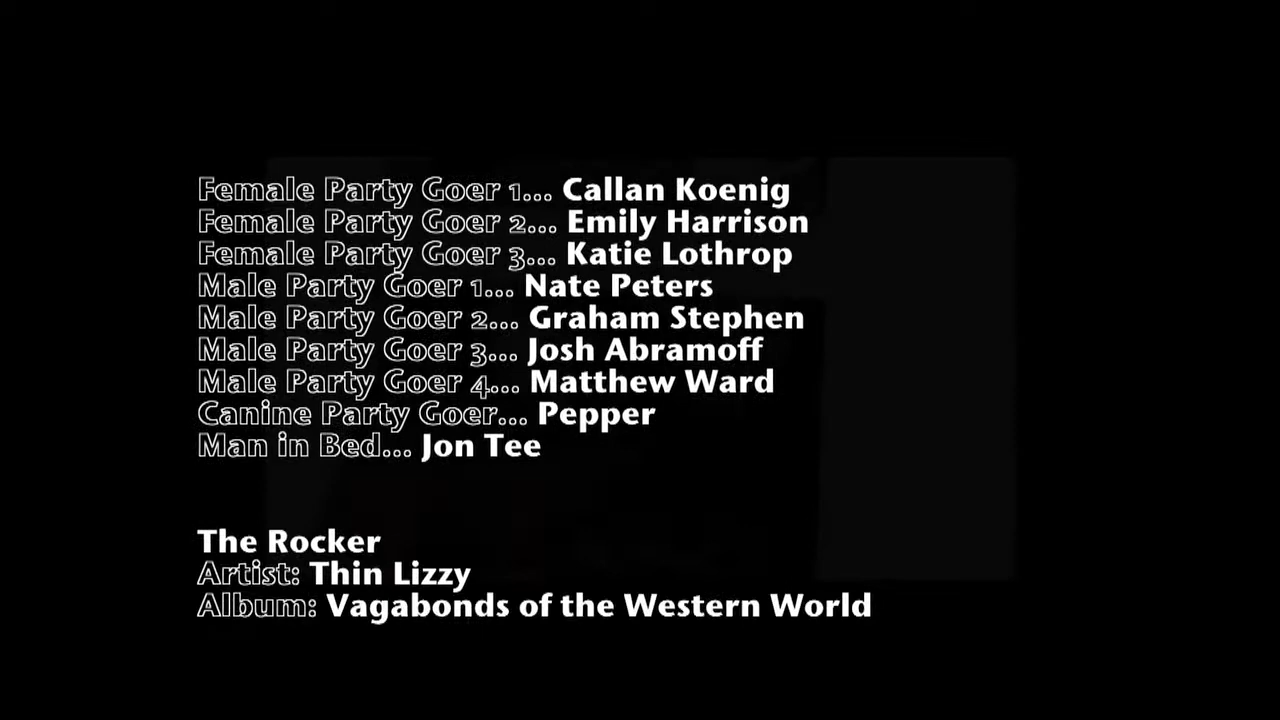 Female Party Goer 1... Callan Koenig
Female Party Goer 2... Emily Harrison
Female Party Goer 3... Katie Lothrop
Male Party Goer 1... Nate Peters
Male Party Goer 2... Graham Stephen
Male Party Goer 3... Josh Abramoff
Male Party Goer 4... Matthew Ward
Canine Party Goer... Pepper
Man in Bed... Jon Tee
The Rocker
Artist: Thin Lizzy
Album: Vagabonds of the Western World